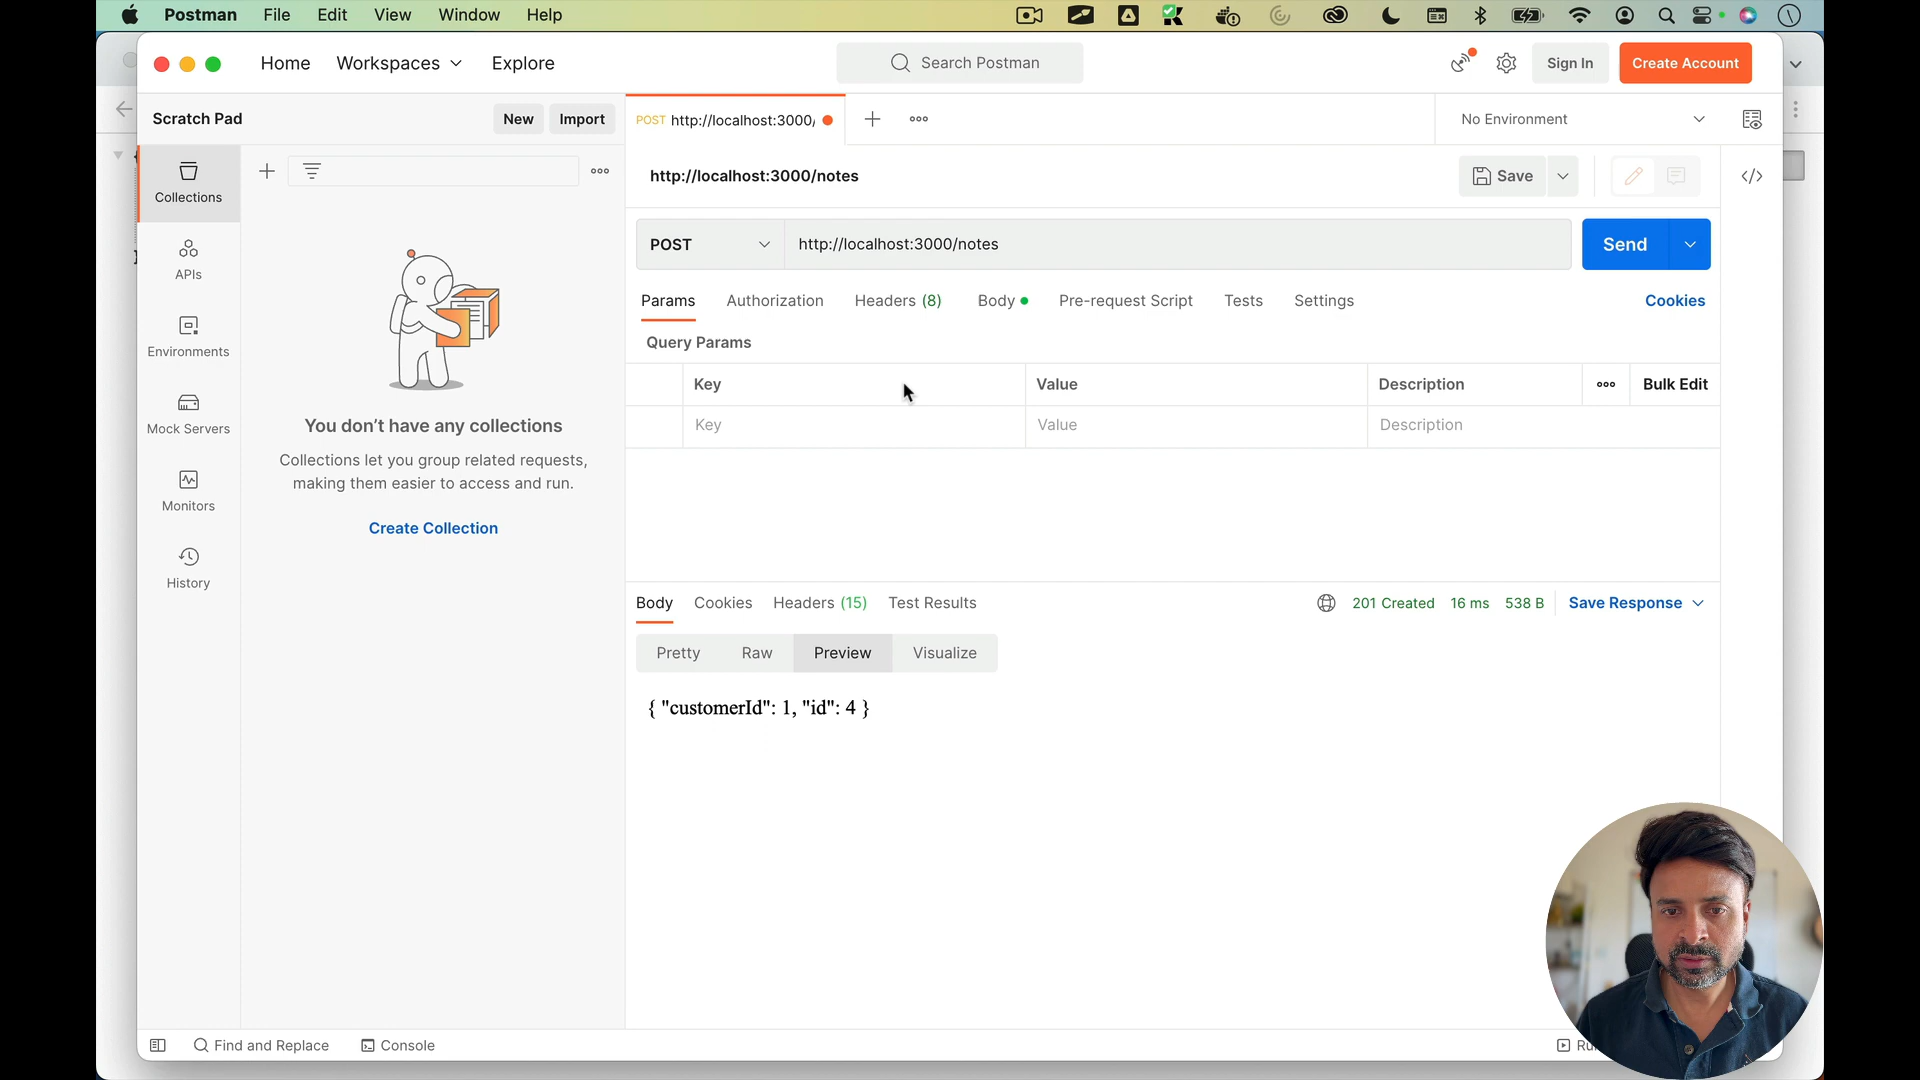 Postman File Edit View Window Help
Home Workspaces Explore
Search Postman
Sign In
Create Account
Scratch Pad
New
Import
POST http://localhost:3000/
No Environment
Collections
APIs
Environments
Mock Servers
Monitors
History
You don’t have any collections
Collections let you group related requests,
making them easier to access and run.
Create Collection
http://localhost:3000/notes
Save
POST
http://localhost:3000/notes
Send
Params Authorization Headers (8) Body Pre-request Script Tests Settings
Cookies
Query Params
Key Value Description Bulk Edit
Key Value Description
Body Cookies Headers (15) Test Results
201 Created 16 ms 538 B Save Response
Pretty Raw Preview Visualize
{ "customerId": 1, "id": 4 }
Find and Replace
Console